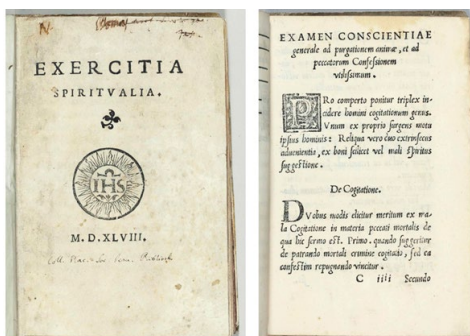 EXERCITIA
SPIRITVALIA.
IHS
M. D. XLVIII.
EXAMEN CONSCIENTIAE
generale ad purgationem animæ, et ad
peccatorum Confessionem
vtilissimum.
PRo comperto ponitur triplex in=
cidere homini cogitationum genus.
Vnum ex proprio surgens motu
ipsius hominis: Reliqua vero duo extrinsecus
aduenientia, ex boni scilicet vel mali spiritus
suggestione.
De Cogitatione.
DVobus modis elicitur meritum ex ma=
la Cogitatione in materia peccati mortalis de
qua hic sermo est. Primo, quando suggeritur
de patrando mortali crimine cogitatio, sed ea
confestim repugnando vincitur.
C iiii Secundo